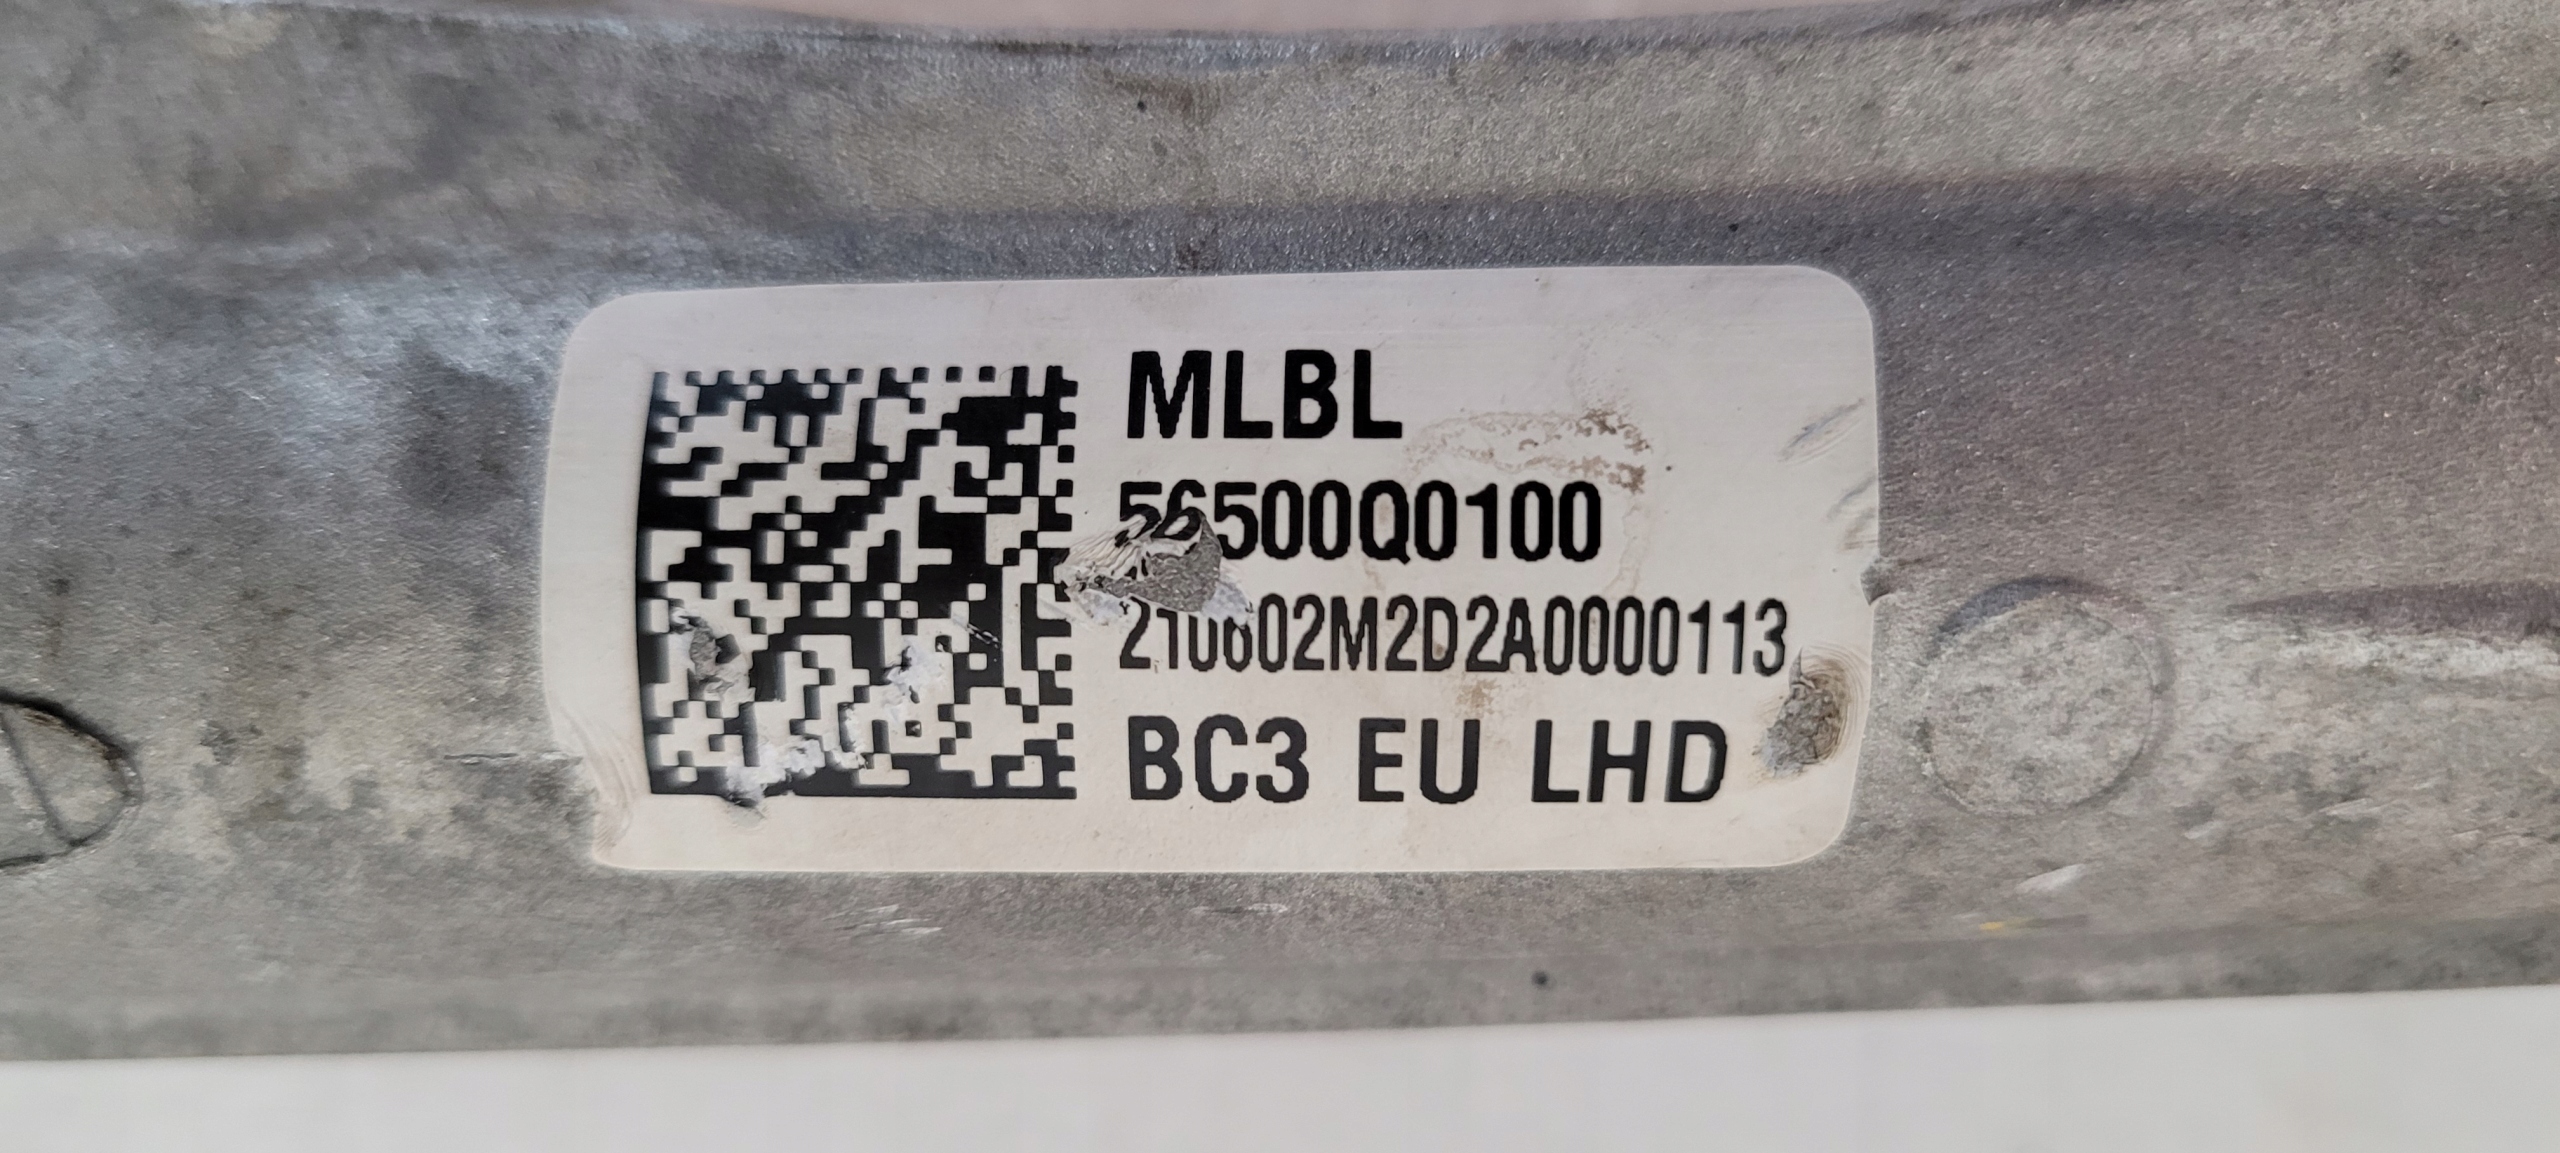 MLBL
56500Q0100
210602M2D2A0000113
BC3 EU LHD